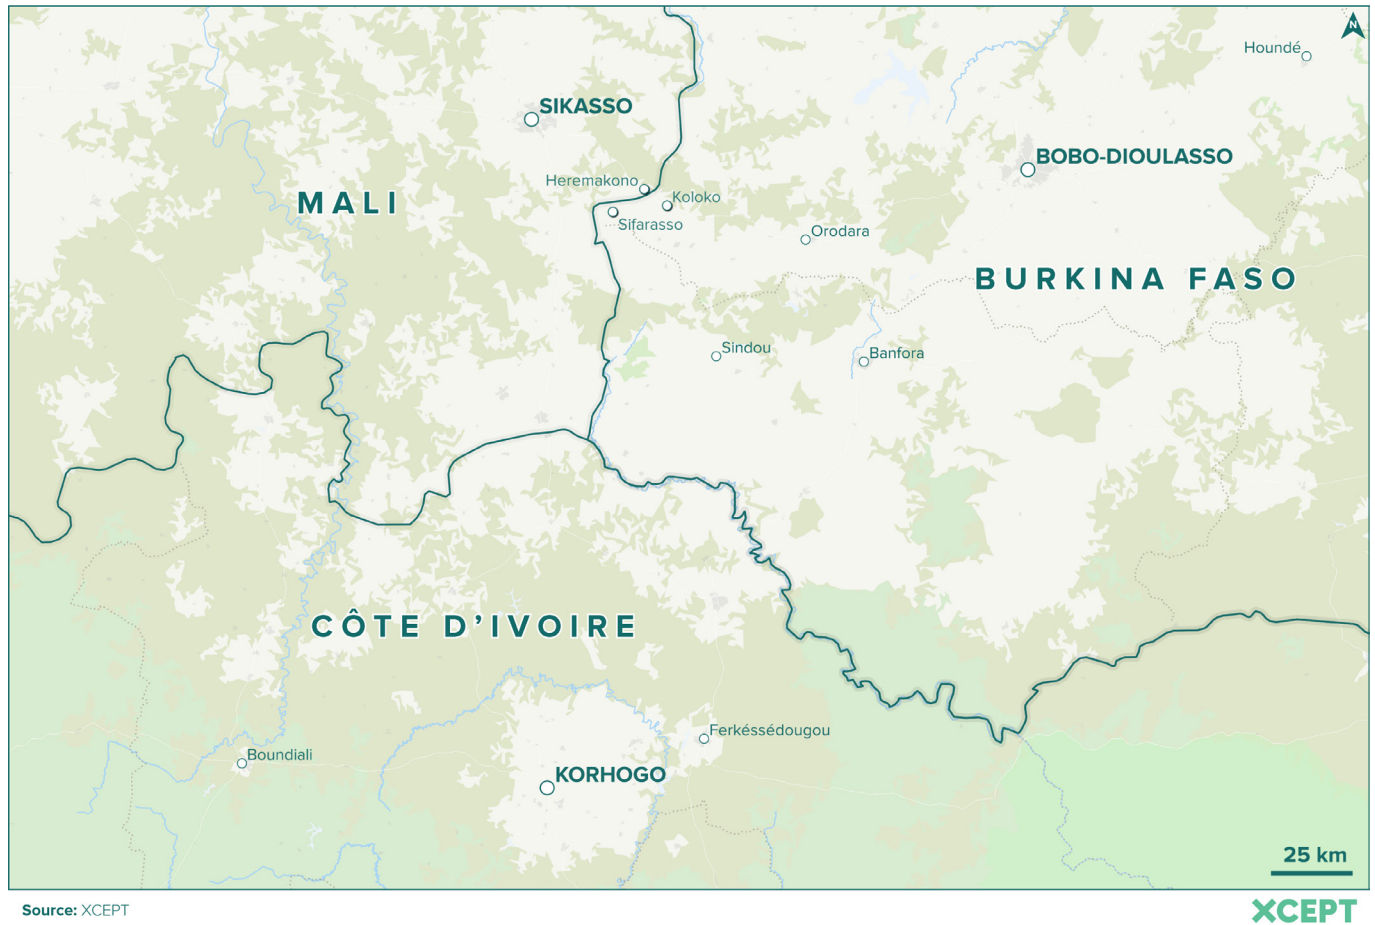 N
Houndé
SIKASSO
BOBO-DIOULASSO
Heremakono
MALI
Koloko
Sifarasso
Orodara
BURKINA FASO
Sindou
Banfora
CÔTE D’IVOIRE
Ferkéssédougou
Boundiali
KORHOGO
25 km
Source: XCEPT
XCEPT